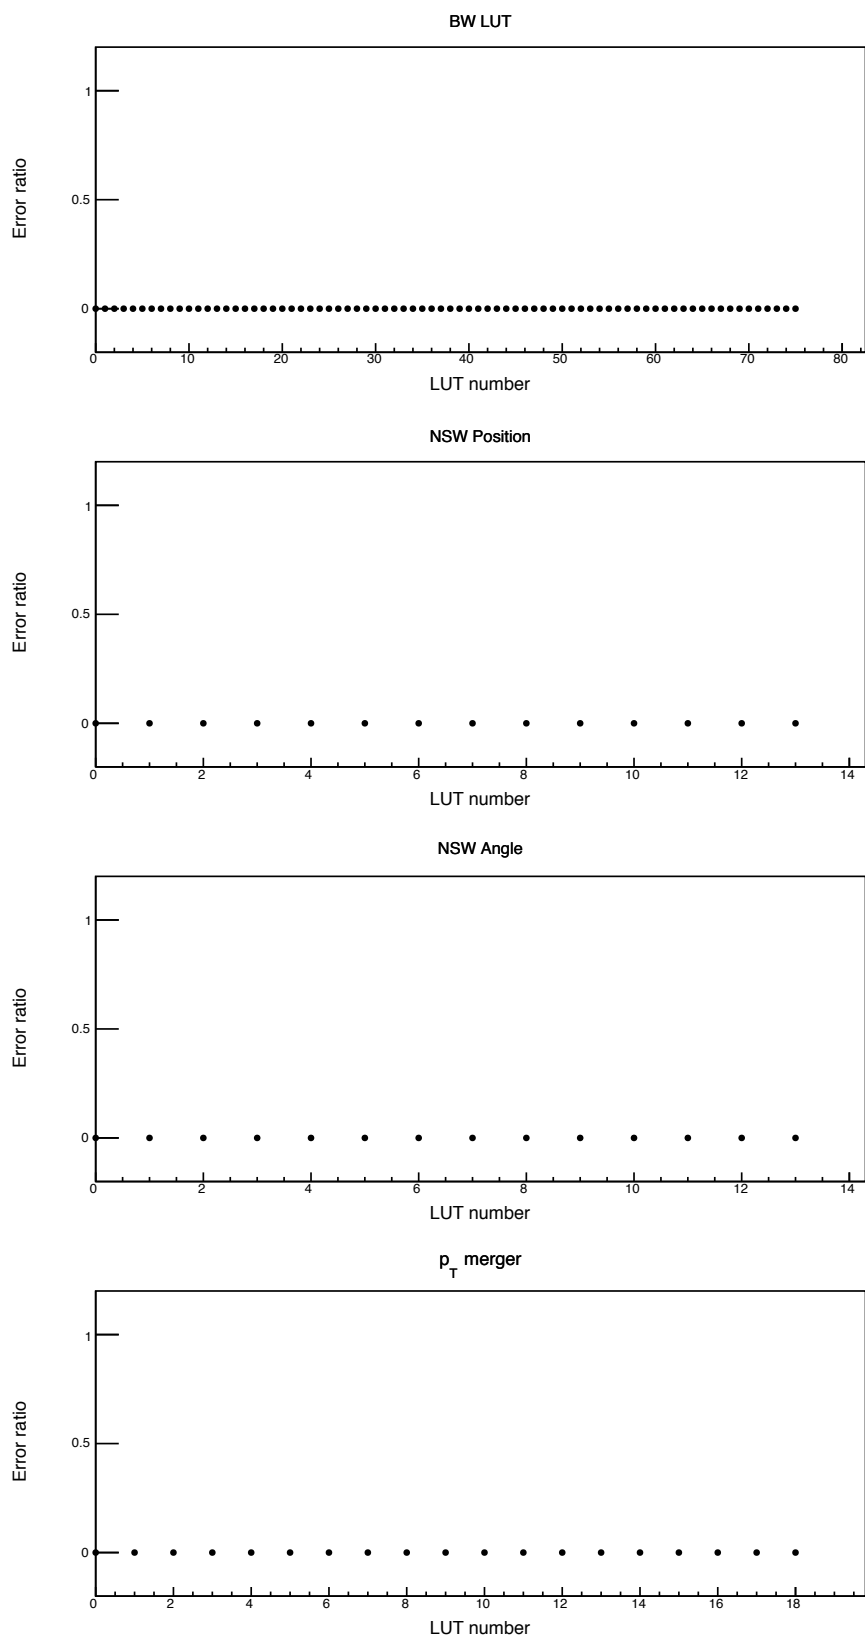 BW LUT
Error ratio
1
0.5
0
0 10 20 30 40 50 60 70 80
LUT number
NSW Position
Error ratio
1
0.5
0
0 2 4 6 8 10 12 14
LUT number
NSW Angle
Error ratio
1
0.5
0
0 2 4 6 8 10 12 14
LUT number
p_T merger
Error ratio
1
0.5
0
0 2 4 6 8 10 12 14 16 18
LUT number